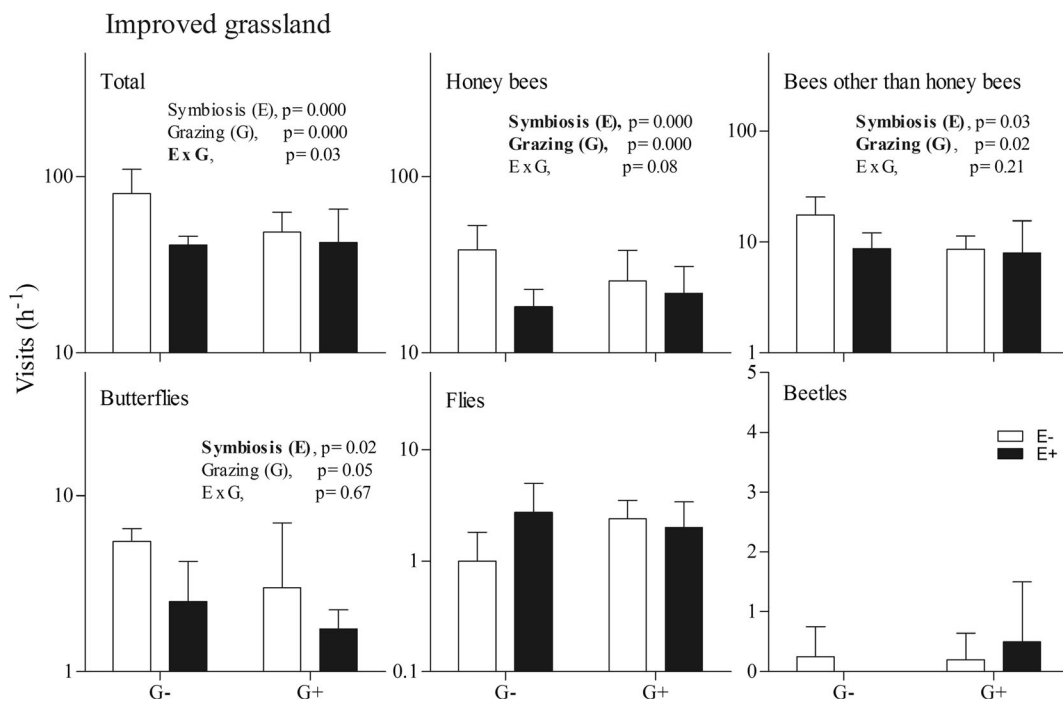 Improved grassland
Total
Symbiosis (E), p= 0.000
Grazing (G), p= 0.000
E x G, p= 0.03
100
10
Honey bees
Symbiosis (E), p= 0.000
Grazing (G), p= 0.000
E x G, p= 0.08
100
10
Bees other than honey bees
Symbiosis (E), p= 0.03
Grazing (G), p= 0.02
E x G, p= 0.21
100
10
1
Visits (h-1)
Butterflies
Symbiosis (E), p= 0.02
Grazing (G), p= 0.05
E x G, p= 0.67
10
1
G- G+
Flies
10
1
0.1
G- G+
Beetles
E-
E+
5
4
3
2
1
0
G- G+